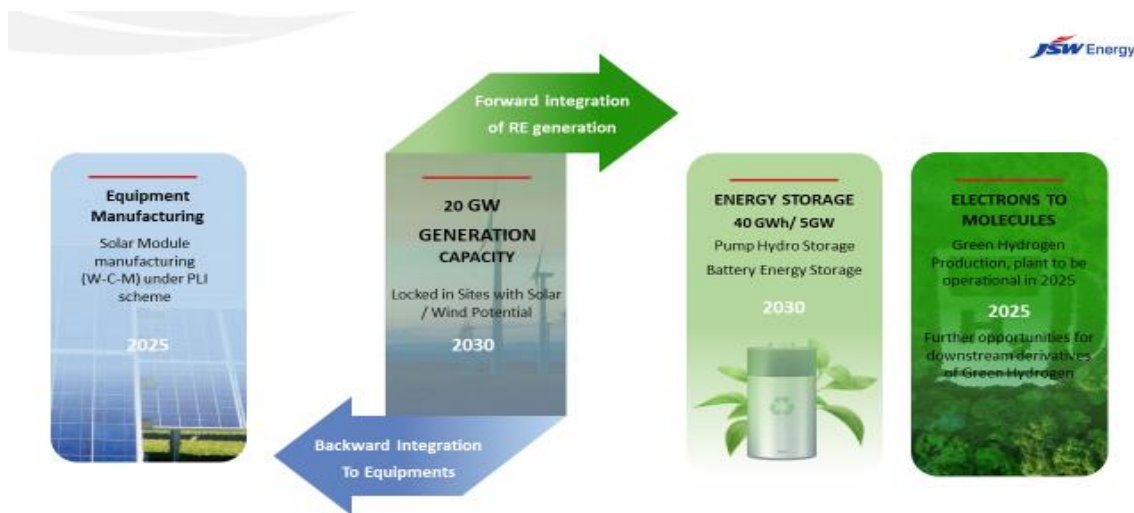 JSW Energy
Forward integration
of RE generation
Equipment
Manufacturing
Solar Module
manufacturing
(W-C-M) under PLI
scheme
2025
20 GW
GENERATION
CAPACITY
Locked in Sites with Solar
/ Wind Potential
2030
ENERGY STORAGE
40 GWh/ 5GW
Pump Hydro Storage
Battery Energy Storage
2030
ELECTRONS TO
MOLECULES
Green Hydrogen
Production, plant to be
operational in 2025
2025
Further opportunities for
downstream derivatives
of Green Hydrogen
Backward Integration
To Equipments